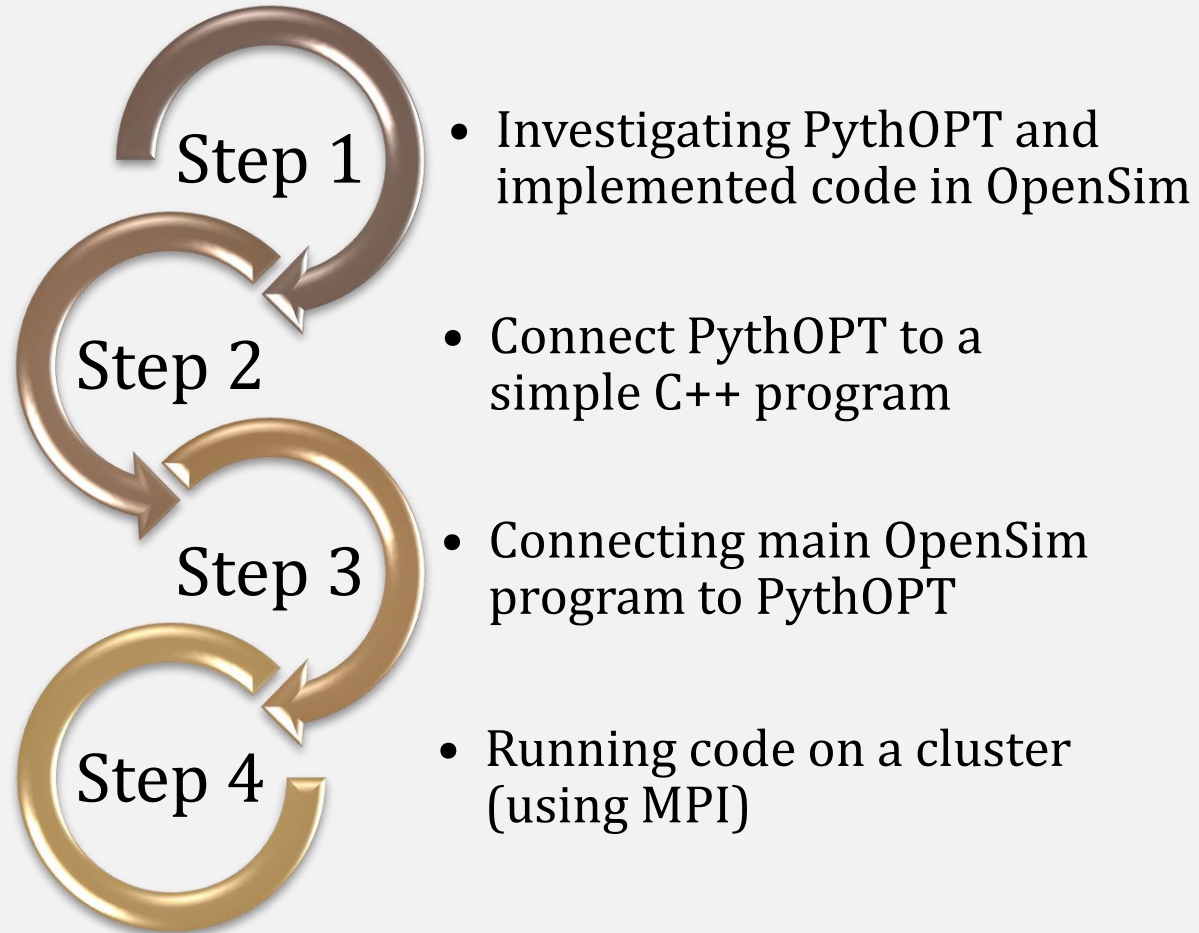 Step 1
• Investigating PythOPT and
implemented code in OpenSim
Step 2
• Connect PythOPT to a
simple C++ program
Step 3
• Connecting main OpenSim
program to PythOPT
Step 4
• Running code on a cluster
(using MPI)